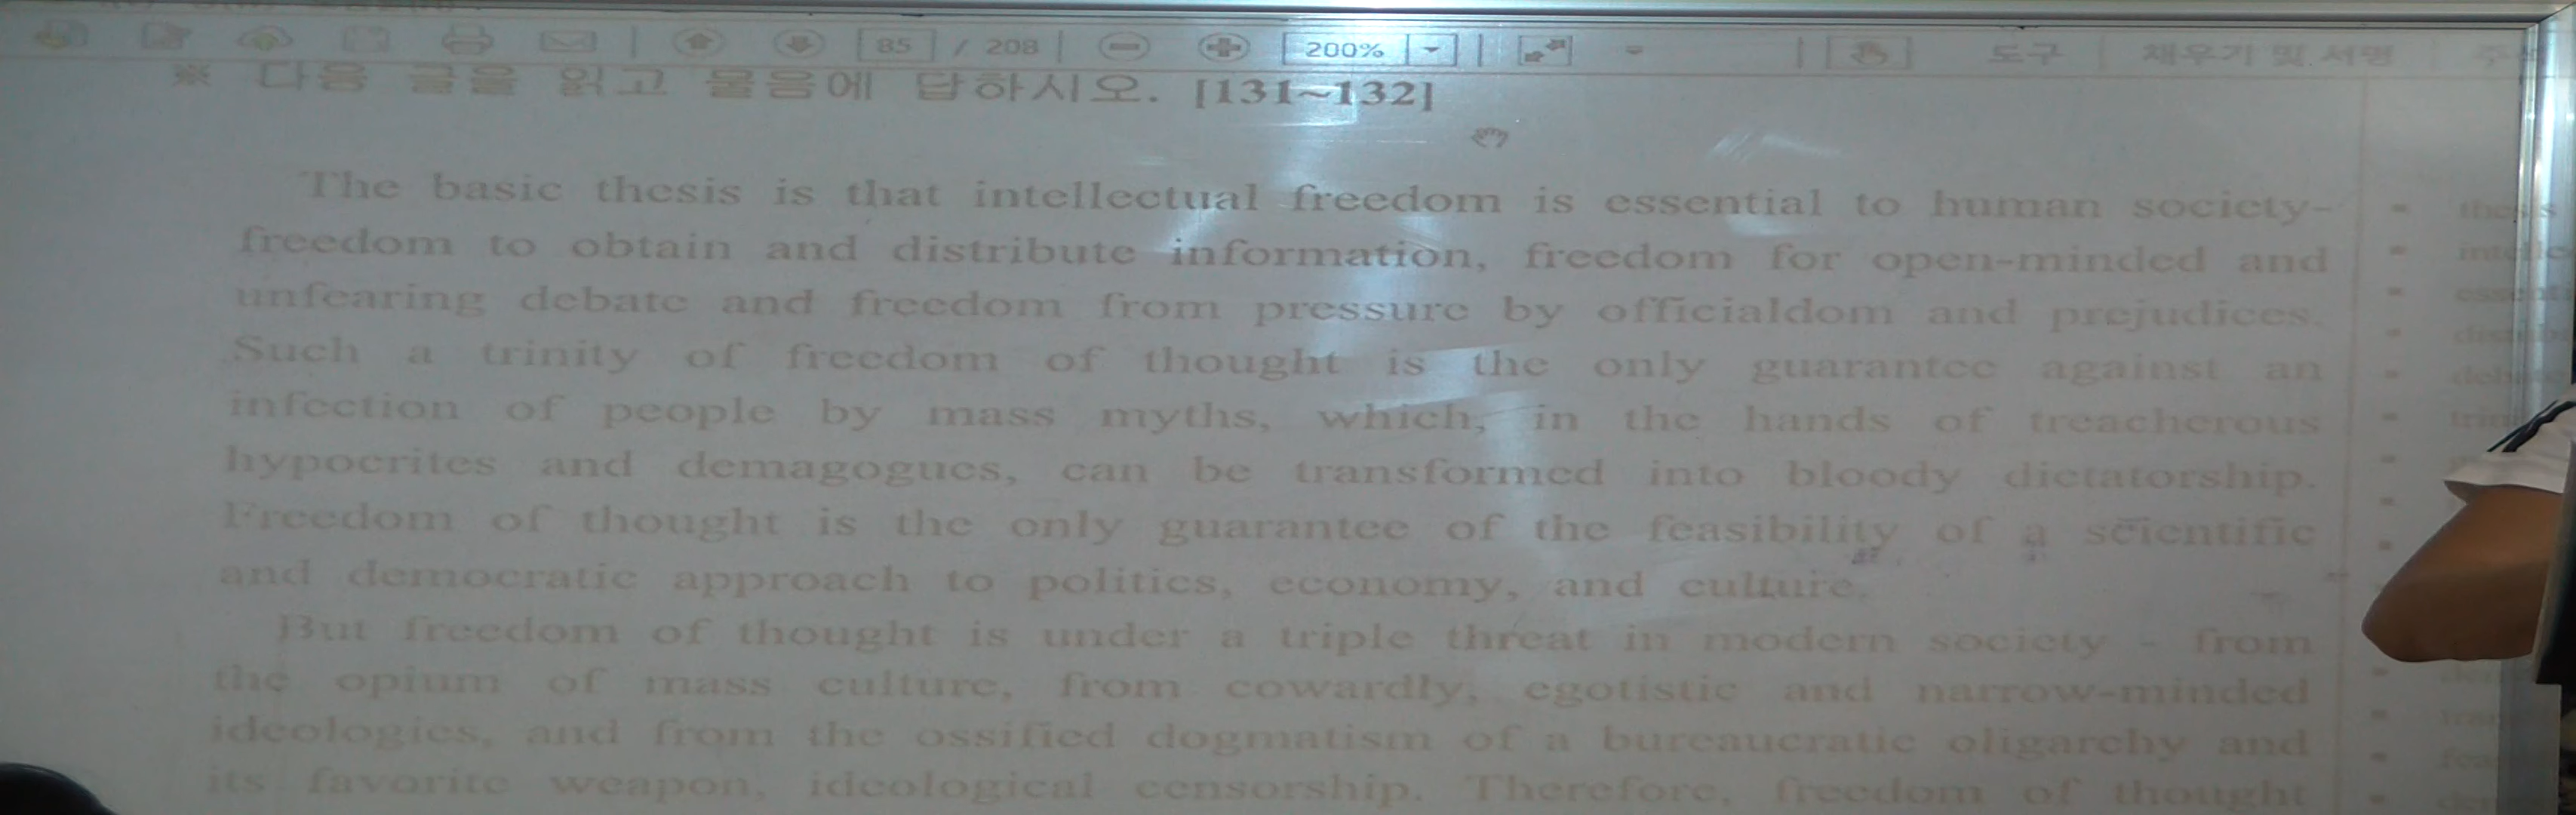 85 / 208 200% 도구 채우기 및 서명
※ 다음 글을 읽고 물음에 답하시오. [131~132]
The basic thesis is that intellectual freedom is essential to human society-
freedom to obtain and distribute information, freedom for open-minded and
unfearing debate and freedom from pressure by officialdom and prejudices.
Such a trinity of freedom of thought is the only guarantee against an
infection of people by mass myths, which, in the hands of treacherous
hypocrites and demagogues, can be transformed into bloody dictatorship.
Freedom of thought is the only guarantee of the feasibility of a scientific
and democratic approach to politics, economy, and culture.
But freedom of thought is under a triple threat in modern society - from
the opium of mass culture, from cowardly, egotistic and narrow-minded
ideologies, and from the ossified dogmatism of a bureaucratic oligarchy and
its favorite weapon, ideological censorship. Therefore, freedom of thought